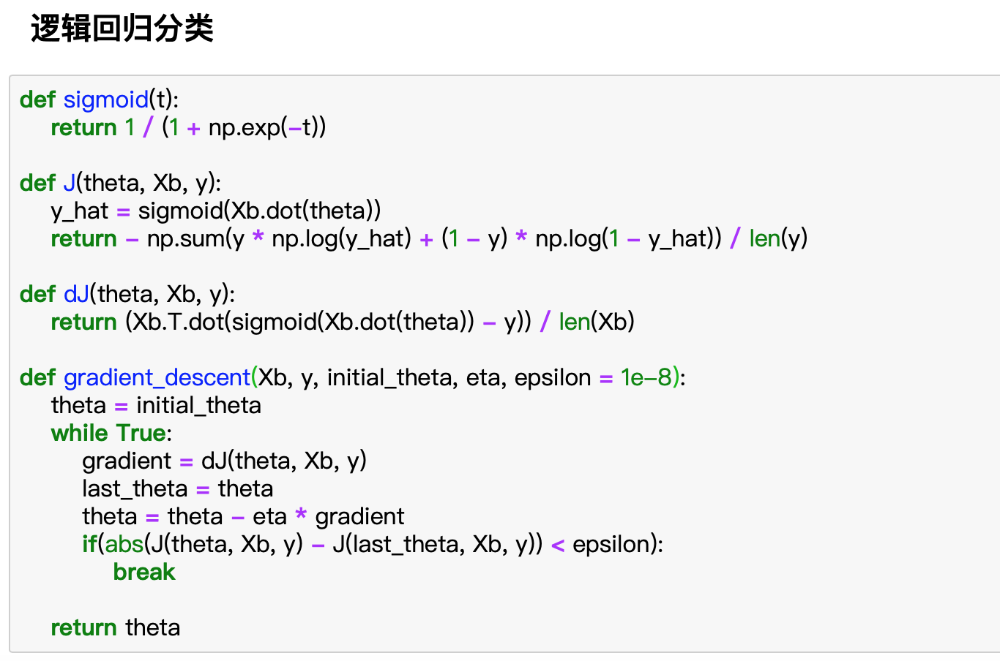 逻辑回归分类
def sigmoid(t):
    return 1 / (1 + np.exp(-t))
def J(theta, Xb, y):
    y_hat = sigmoid(Xb.dot(theta))
    return - np.sum(y * np.log(y_hat) + (1 - y) * np.log(1 - y_hat)) / len(y)
def dJ(theta, Xb, y):
    return (Xb.T.dot(sigmoid(Xb.dot(theta)) - y)) / len(Xb)
def gradient_descent(Xb, y, initial_theta, eta, epsilon = 1e-8):
    theta = initial_theta
    while True:
        gradient = dJ(theta, Xb, y)
        last_theta = theta
        theta = theta - eta * gradient
        if(abs(J(theta, Xb, y) - J(last_theta, Xb, y)) < epsilon):
            break
    return theta